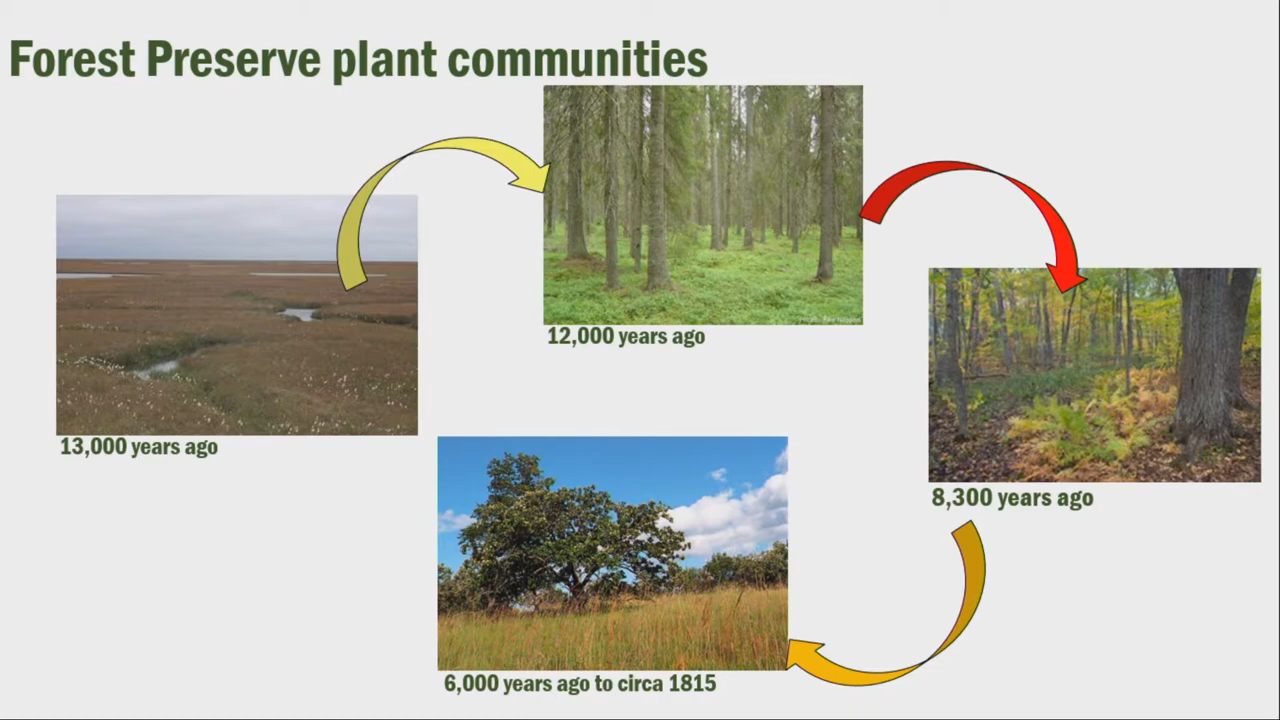 Forest Preserve plant communities
12,000 years ago
13,000 years ago
8,300 years ago
6,000 years ago to circa 1815